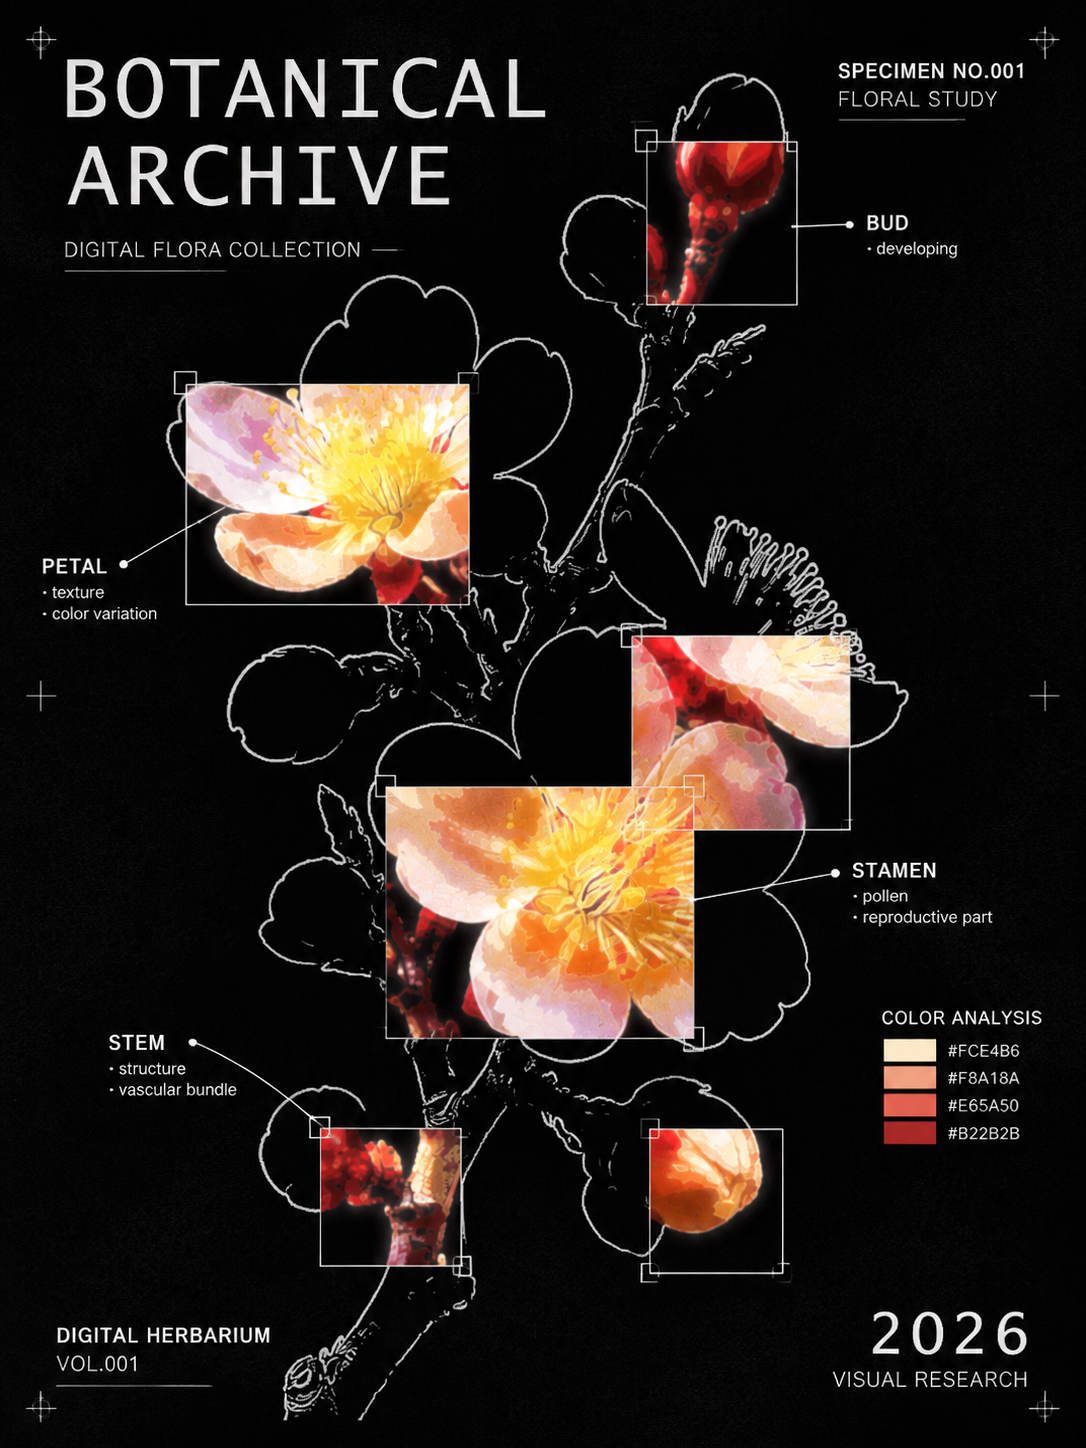 BOTANICAL
ARCHIVE
DIGITAL FLORA COLLECTION
SPECIMEN NO.001
FLORAL STUDY
BUD
• developing
PETAL
• texture
• color variation
STAMEN
• pollen
• reproductive part
COLOR ANALYSIS
#FCE4B6
#F8A18A
#E65A50
#B22B2B
STEM
• structure
• vascular bundle
DIGITAL HERBARIUM
VOL.001
2026
VISUAL RESEARCH